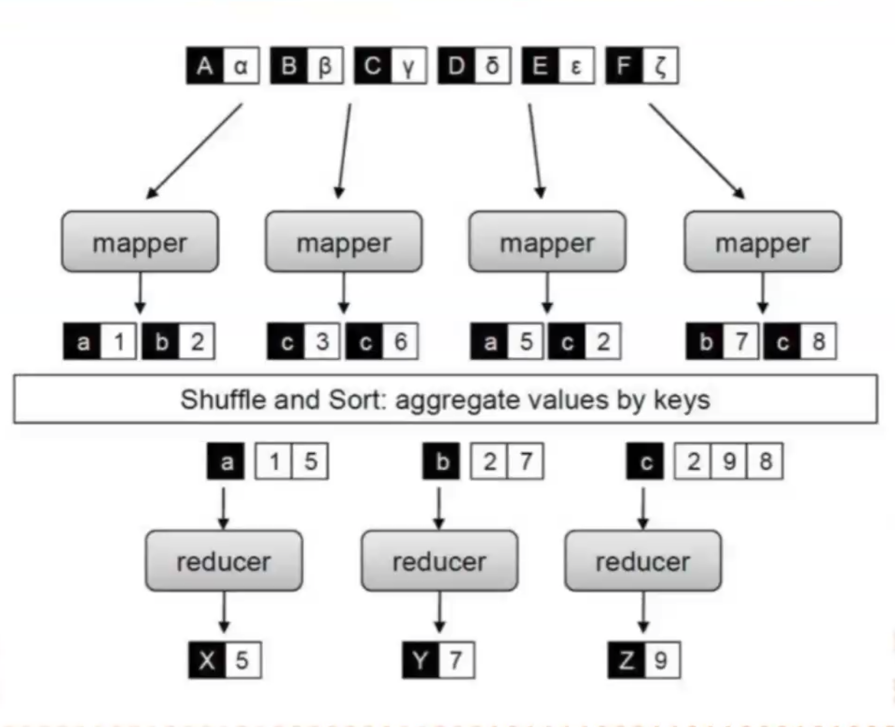 A α B β C γ D δ E ε F ζ
mapper mapper mapper mapper
a 1 b 2 c 3 c 6 a 5 c 2 b 7 c 8
Shuffle and Sort: aggregate values by keys
a 1 5 b 2 7 c 2 9 8
reducer reducer reducer
X 5 Y 7 Z 9